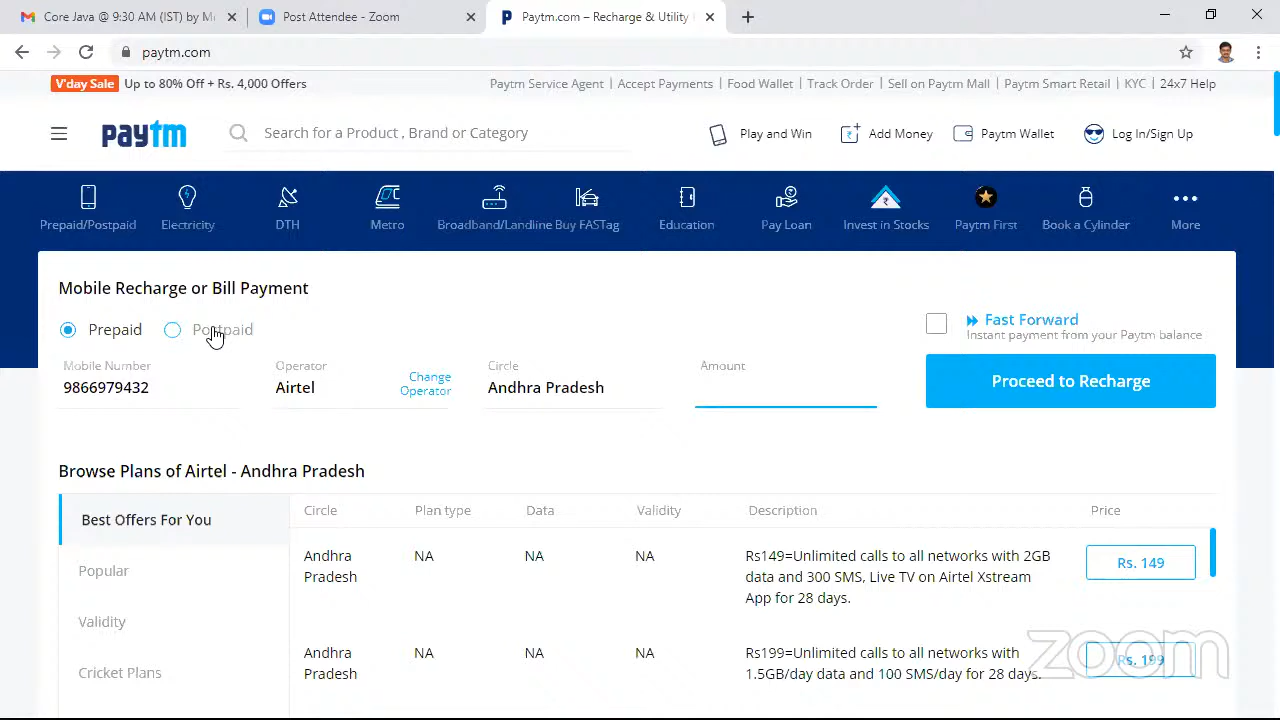 Core Java @ 9:30 AM (IST) by M
Post Attendee - Zoom
Paytm.com – Recharge & Utility
paytm.com
V'day Sale Up to 80% Off + Rs. 4,000 Offers
Paytm Service Agent | Accept Payments | Food Wallet | Track Order | Sell on Paytm Mall | Paytm Smart Retail | KYC | 24x7 Help
paytm
Search for a Product , Brand or Category
Play and Win
Add Money
Paytm Wallet
Log In/Sign Up
Prepaid/Postpaid
Electricity
DTH
Metro
Broadband/Landline
Buy FASTag
Education
Pay Loan
Invest in Stocks
Paytm First
Book a Cylinder
More
Mobile Recharge or Bill Payment
Prepaid
Postpaid
Fast Forward
Instant payment from your Paytm balance
Mobile Number
9866979432
Operator
Airtel
Change
Operator
Circle
Andhra Pradesh
Amount
Proceed to Recharge
Browse Plans of Airtel - Andhra Pradesh
Best Offers For You
Popular
Validity
Cricket Plans
Circle Plan type Data Validity Description Price
Andhra
Pradesh
NA
NA
NA
Rs149=Unlimited calls to all networks with 2GB
data and 300 SMS, Live TV on Airtel Xstream
App for 28 days.
Rs. 149
Andhra
Pradesh
NA
NA
NA
Rs199=Unlimited calls to all networks with
1.5GB/day data and 100 SMS/day for 28 days.
Rs. 199
zoom